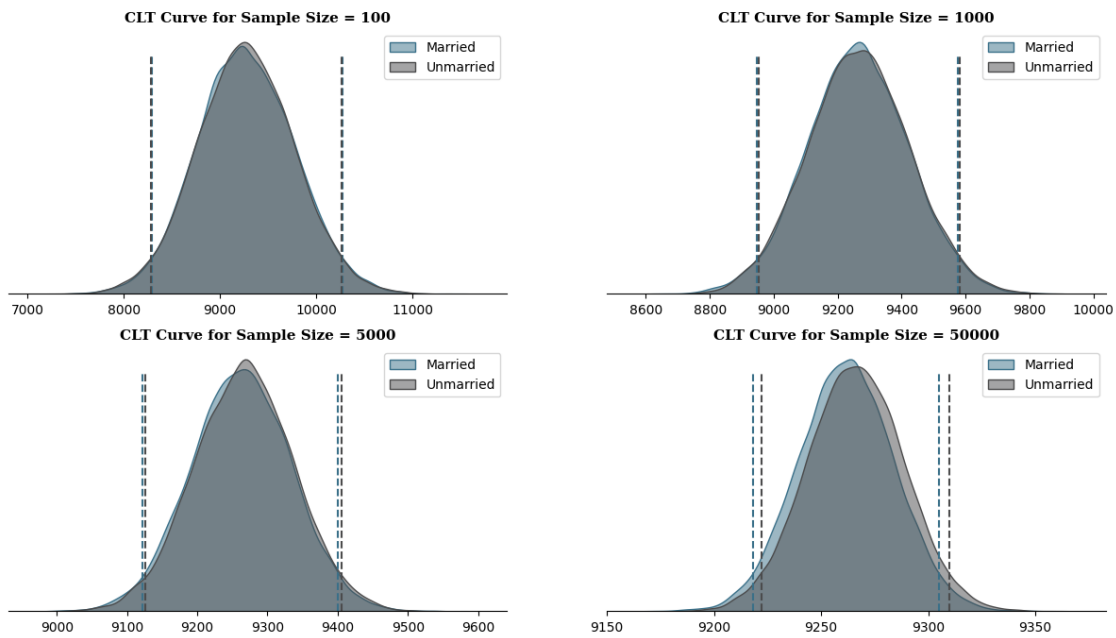 CLT Curve for Sample Size = 100
Married
Unmarried
7000 8000 9000 10000 11000
CLT Curve for Sample Size = 1000
Married
Unmarried
8600 8800 9000 9200 9400 9600 9800 10000
CLT Curve for Sample Size = 5000
Married
Unmarried
9000 9100 9200 9300 9400 9500 9600
CLT Curve for Sample Size = 50000
Married
Unmarried
9150 9200 9250 9300 9350